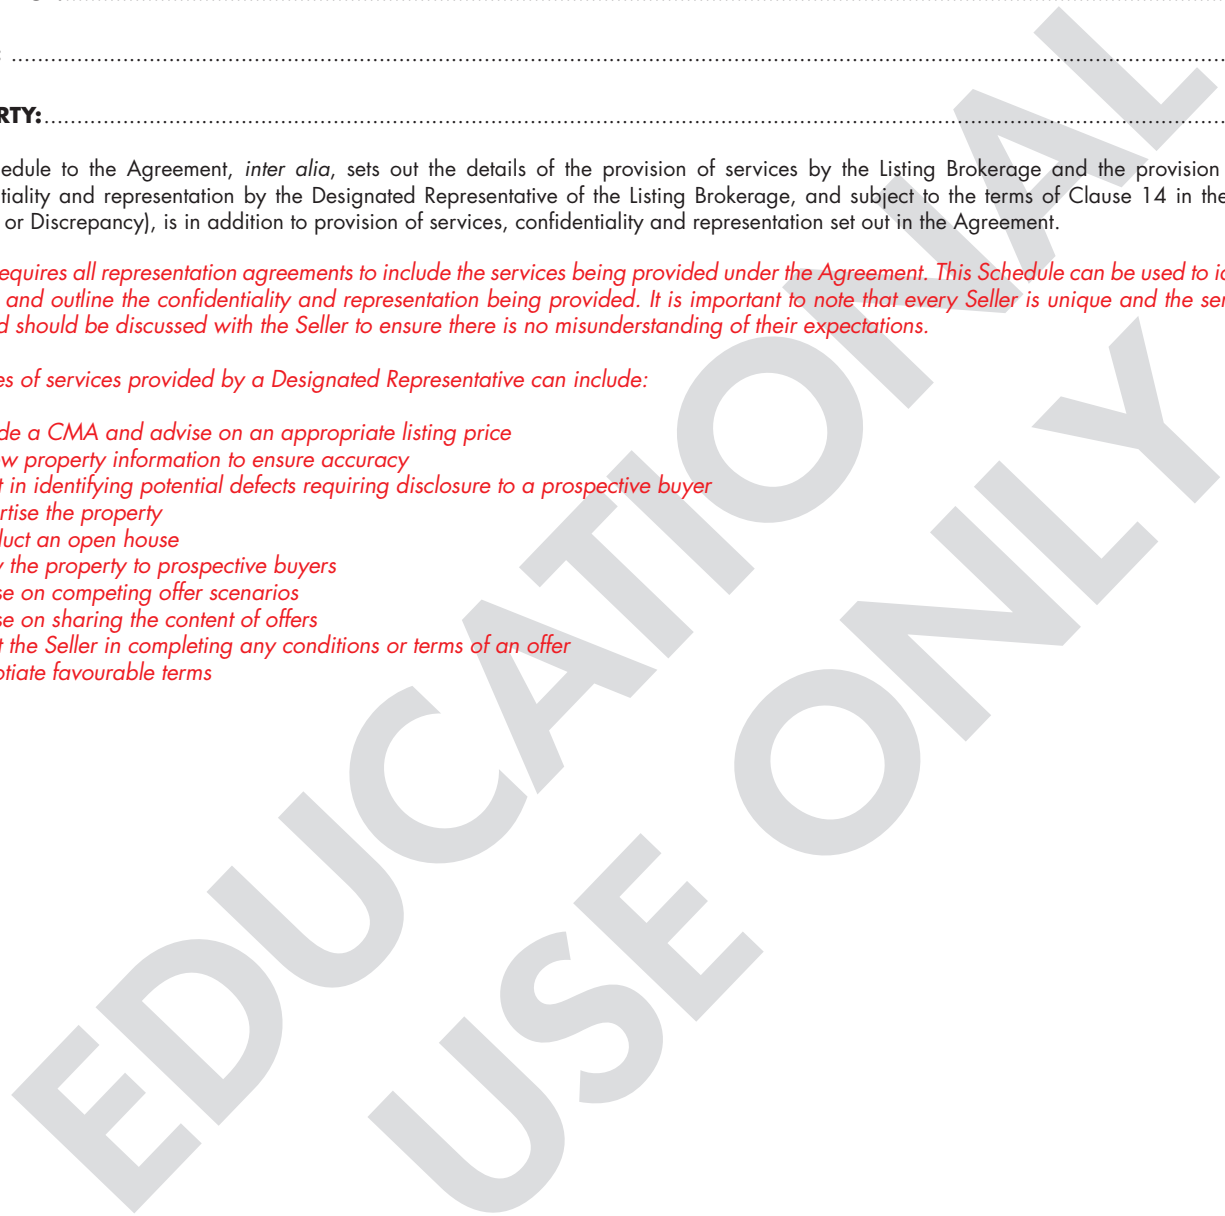 RTY:
edule to the Agreement, inter alia, sets out the details of the provision of services by the Listing Brokerage and the provision
tiality and representation by the Designated Representative of the Listing Brokerage, and subject to the terms of Clause 14 in the
or Discrepancy), is in addition to provision of services, confidentiality and representation set out in the Agreement.
equires all representation agreements to include the services being provided under the Agreement. This Schedule can be used to
and outline the confidentiality and representation being provided. It is important to note that every Seller is unique and the ser
d should be discussed with the Seller to ensure there is no misunderstanding of their expectations.
es of services provided by a Designated Representative can include:
de a CMA and advise on an appropriate listing price
w property information to ensure accuracy
t in identifying potential defects requiring disclosure to a prospective buyer
rtise the property
duct an open house
the property to prospective buyers
se on competing offer scenarios
se on sharing the content of offers
t the Seller in completing any conditions or terms of an offer
otiate favourable terms
EDUCATIONAL
USE ONLY